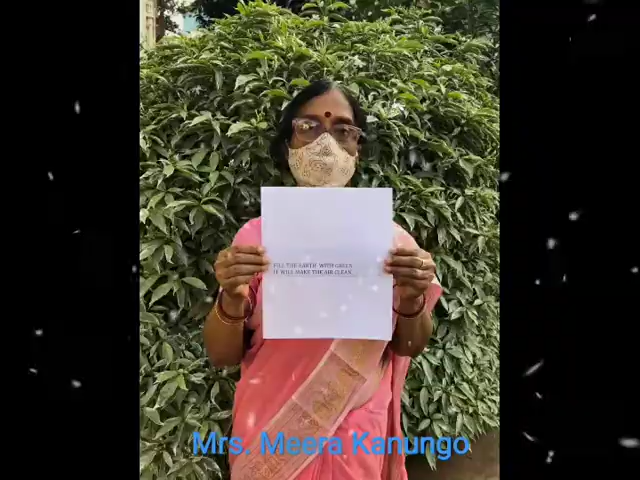 FILL THE EARTH WITH GREEN
IT WILL MAKE THE AIR CLEAN
Mrs. Meera Kanungo